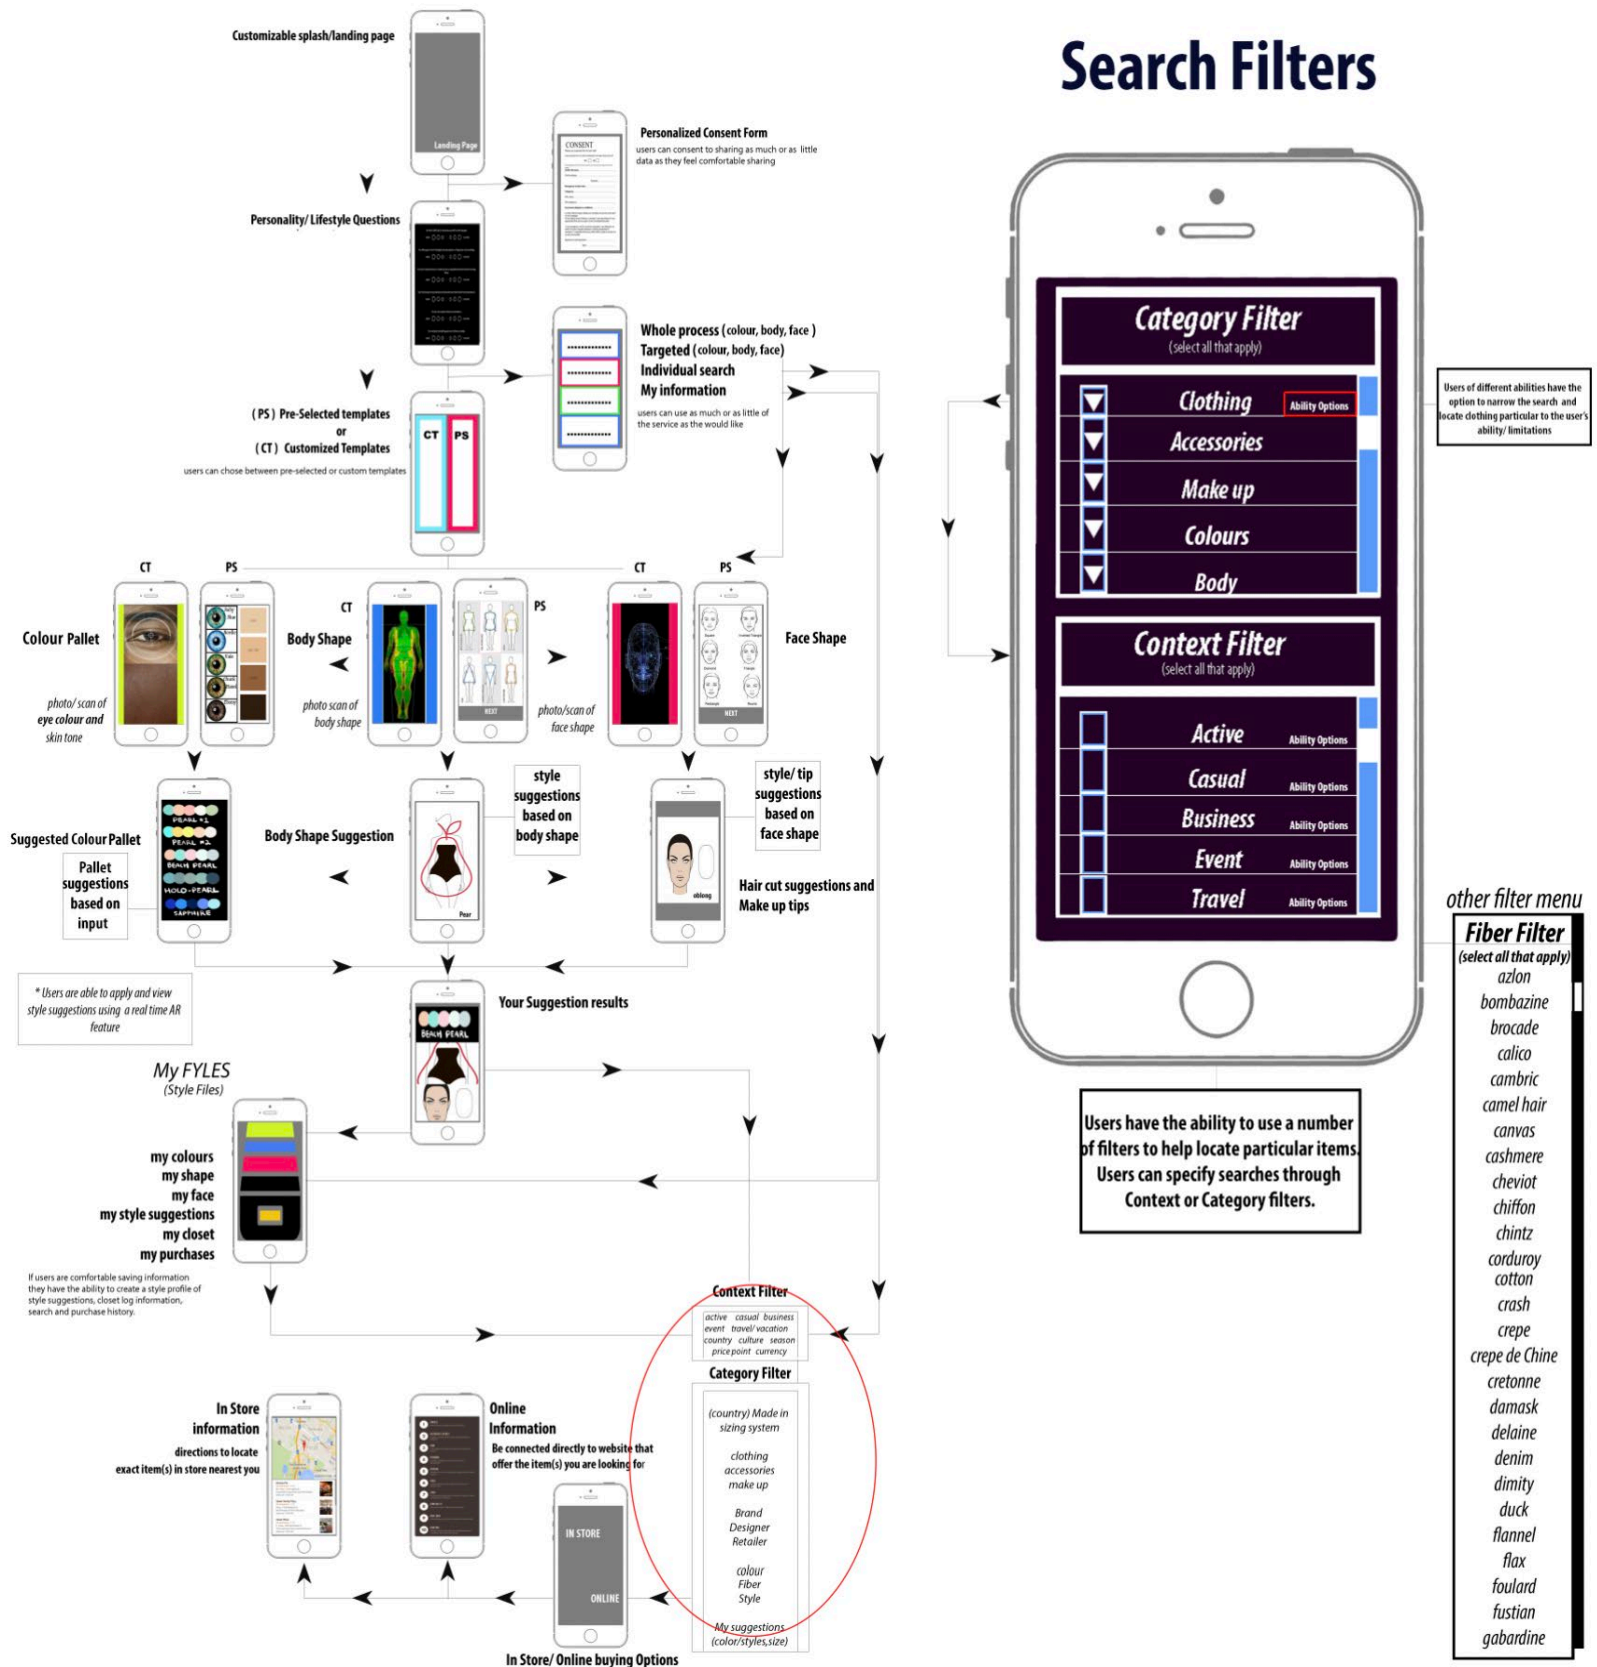 Customizable splash/landing page
Landing Page
Search Filters
CONSENT
Personalized Consent Form
users can consent to sharing as much or as little
data as they feel comfortable sharing
Personality/ Lifestyle Questions
Whole process (colour, body, face )
Targeted (colour, body, face)
Individual search
My information
users can use as much or as little of
the service as the would like
( PS ) Pre-Selected templates
or
( CT ) Customized Templates
users can chose between pre-selected or custom templates
CT PS
CT
PS
Colour Pallet
photo/ scan of
eye colour and
skin tone
CT
PS
Body Shape
photo scan of
body shape
NEXT
CT
PS
Face Shape
photo/scan of
face shape
NEXT
Suggested Colour Pallet
Pallet
suggestions
based on
input
PEARL #1
PEARL #2
BEACH PEARL
HOLO-PEARL
SAPPHIRE
Body Shape Suggestion
Pear
style
suggestions
based on
body shape
style/ tip
suggestions
based on
face shape
oblong
Hair cut suggestions and
Make up tips
* Users are able to apply and view
style suggestions using a real time AR
feature
Your Suggestion results
BEACH PEARL
My FYLES
(Style Files)
my colours
my shape
my face
my style suggestions
my closet
my purchases
If users are comfortable saving information
they have the ability to create a style profile of
style suggestions, closet log information,
search and purchase history.
Context Filter
active casual business
event travel/ vacation
country culture season
price point currency
Category Filter
(country) Made in
sizing system
clothing
accessories
make up
Brand
Designer
Retailer
colour
Fiber
Style
My suggestions
(color/styles,size)
In Store
information
directions to locate
exact item(s) in store nearest you
Online
Information
Be connected directly to website that
offer the item(s) you are looking for
IN STORE
ONLINE
In Store/ Online buying Options
Category Filter
(select all that apply)
Clothing Ability Options
Accessories
Make up
Colours
Body
Context Filter
(select all that apply)
Active Ability Options
Casual Ability Options
Business Ability Options
Event Ability Options
Travel Ability Options
Users of different abilities have the
option to narrow the search and
locate clothing particular to the user's
ability/ limitations
Users have the ability to use a number
of filters to help locate particular items.
Users can specify searches through
Context or Category filters.
other filter menu
Fiber Filter
(select all that apply)
azlon
bombazine
brocade
calico
cambric
camel hair
canvas
cashmere
cheviot
chiffon
chintz
corduroy
cotton
crash
crepe
crepe de Chine
cretonne
damask
delaine
denim
dimity
duck
flannel
flax
foulard
fustian
gabardine